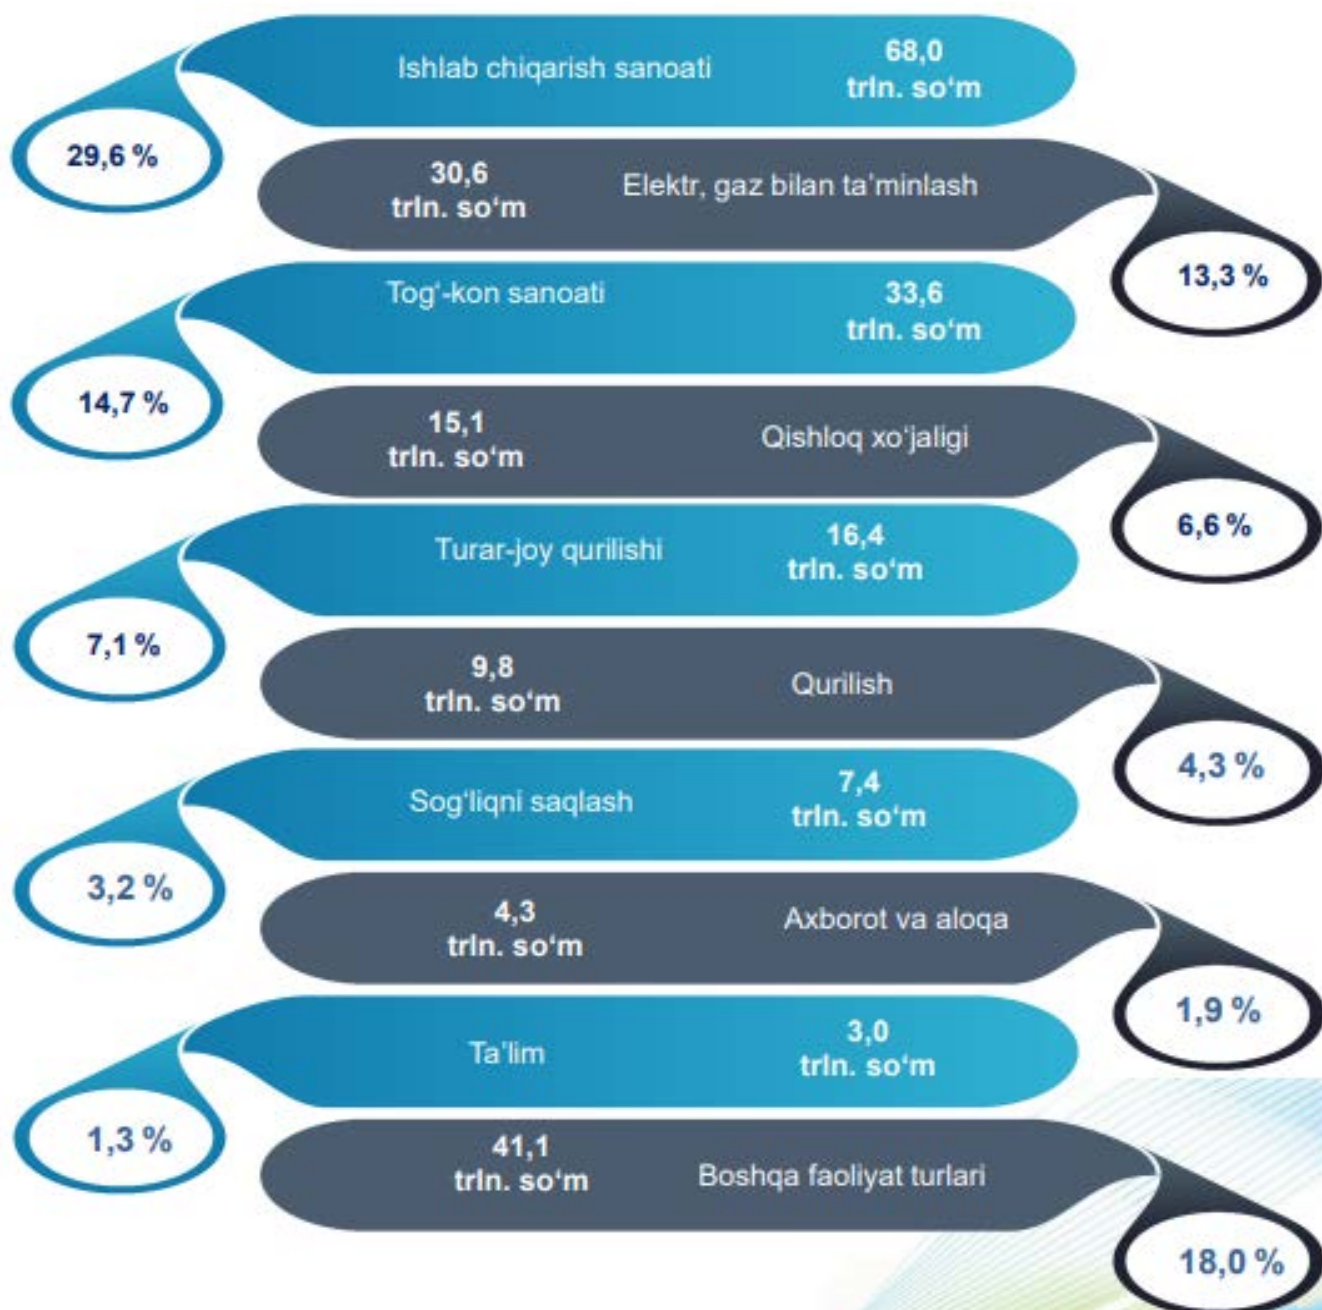 Ishlab chiqarish sanoati
68,0
trln. so‘m
29,6 %
30,6
trln. so‘m
Elektr, gaz bilan ta’minlash
13,3 %
Tog‘-kon sanoati
33,6
trln. so‘m
14,7 %
15,1
trln. so‘m
Qishloq xo‘jaligi
6,6 %
Turar-joy qurilishi
16,4
trln. so‘m
7,1 %
9,8
trln. so‘m
Qurilish
4,3 %
Sog‘liqni saqlash
7,4
trln. so‘m
3,2 %
4,3
trln. so‘m
Axborot va aloqa
1,9 %
Ta’lim
3,0
trln. so‘m
1,3 %
41,1
trln. so‘m
Boshqa faoliyat turlari
18,0 %